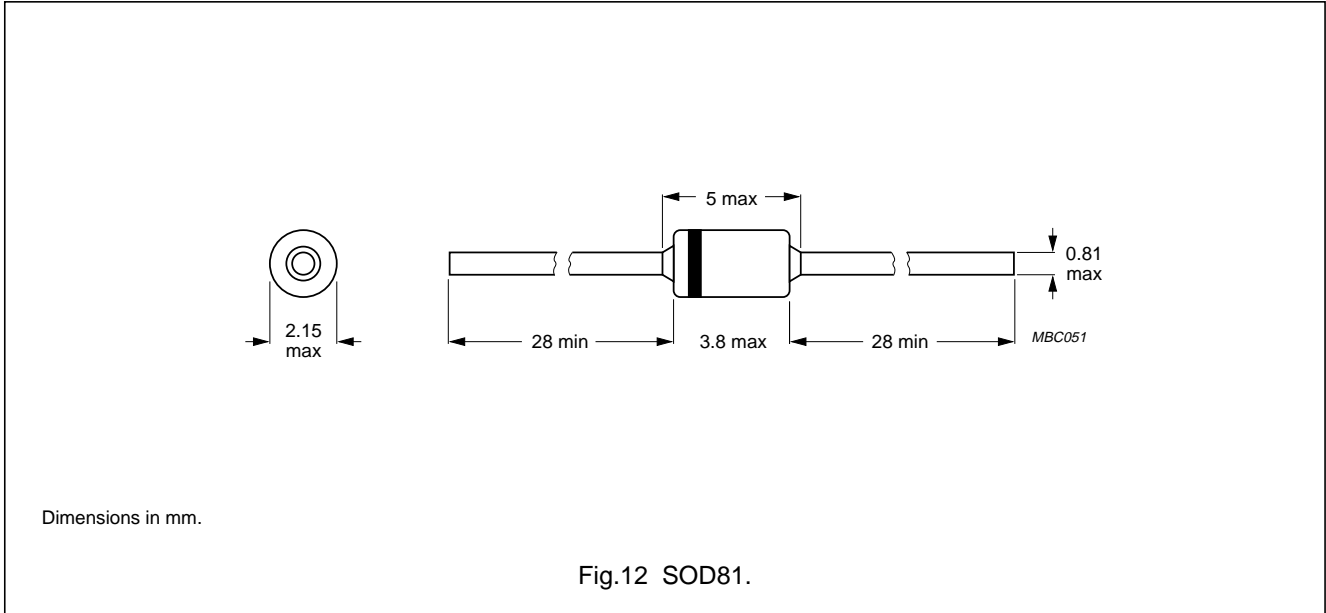 5 max
0.81
max
2.15
max
28 min
3.8 max
28 min
MBC051
Dimensions in mm.
Fig.12 SOD81.